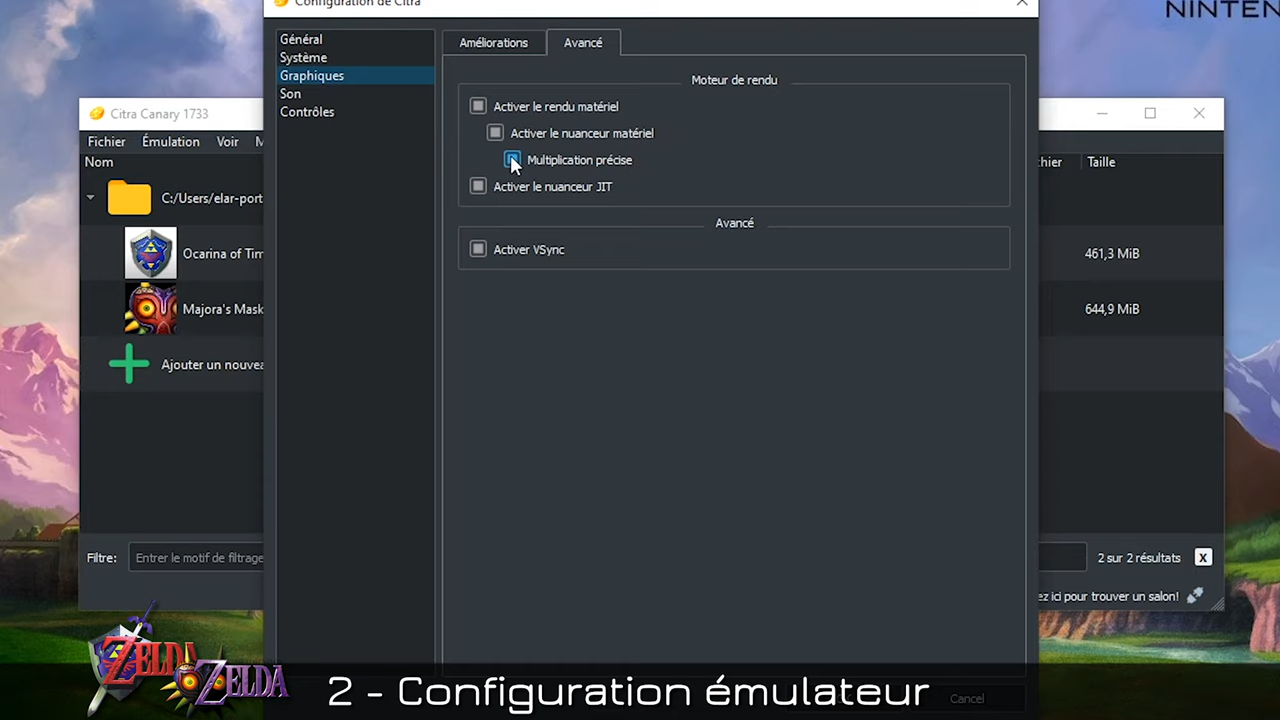 Configuration de Citra
NINTEN
Général
Système
Graphiques
Son
Contrôles
Améliorations
Avancé
Moteur de rendu
Activer le rendu matériel
Activer le nuanceur matériel
Multiplication précise
Activer le nuanceur JIT
Avancé
Activer VSync
Citra Canary 1733
Fichier Émulation Voir M
Nom
hier Taille
C:/Users/elar-port
Ocarina of Tim
461,3 MiB
Majora's Mask
644,9 MiB
Ajouter un nouvea
Filtre: Entrer le motif de filtrage
2 sur 2 résultats X
ez ici pour trouver un salon!
ZELDA
ZELDA
2 - Configuration émulateur
Cancel